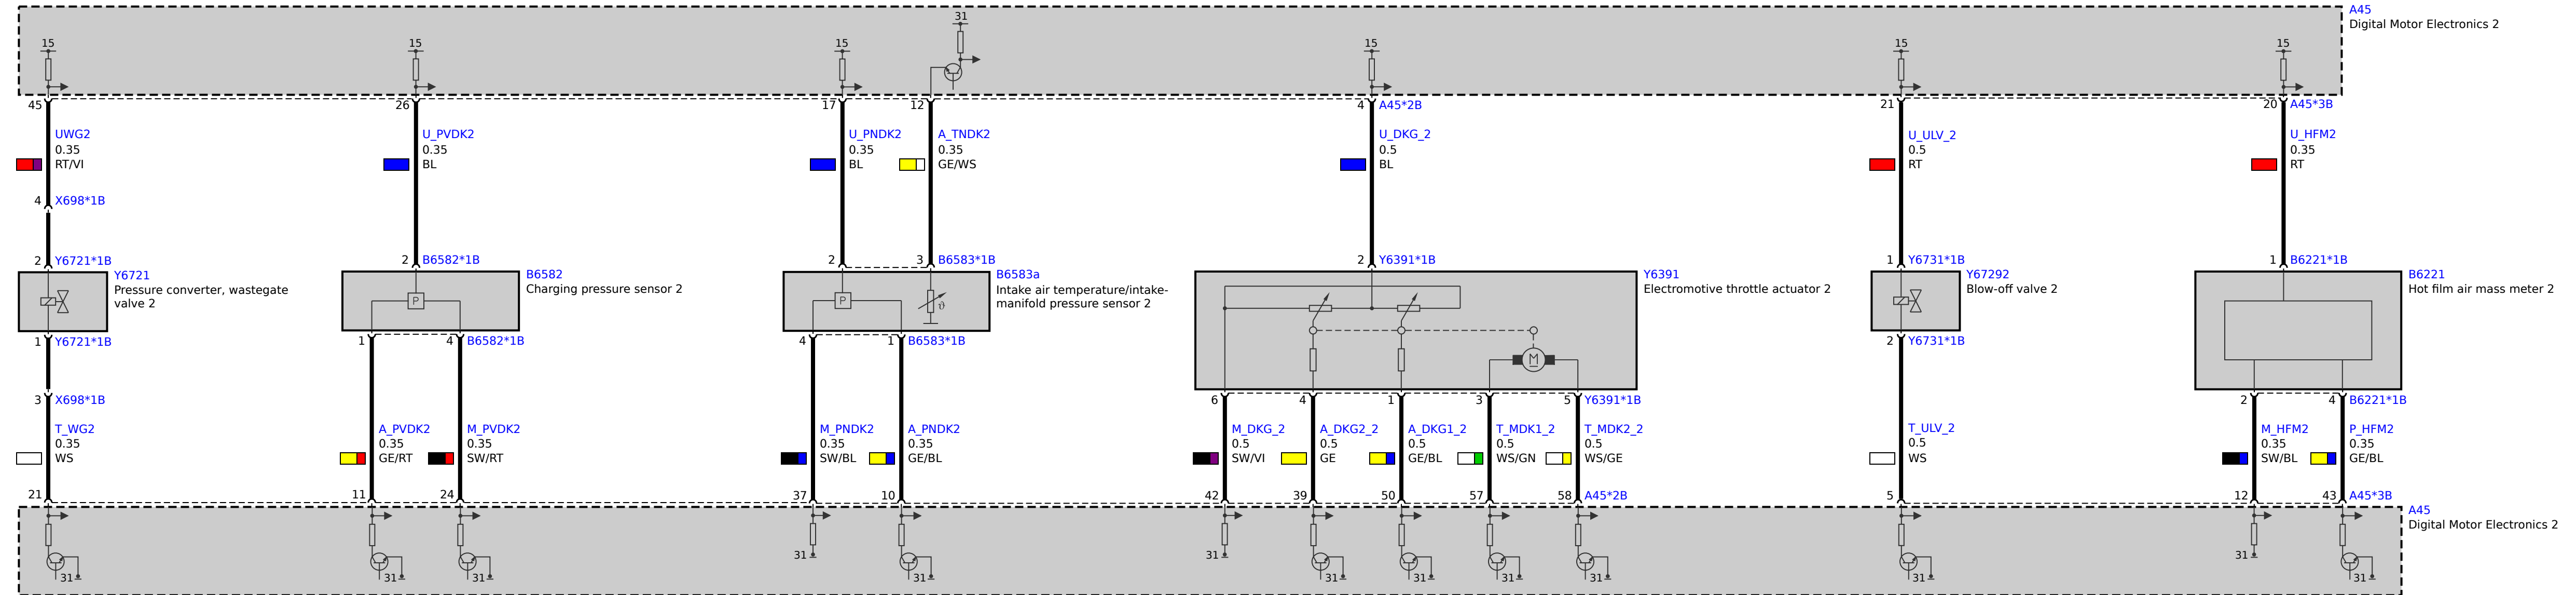 31
A45
Digital Motor Electronics 2
15
15
15
15
15
15
45
26
17
12
4
A45*2B
21
20
A45*3B
UWG2
0.35
RT/VI
U_PVDK2
0.35
BL
U_PNDK2
0.35
BL
A_TNDK2
0.35
GE/WS
U_DKG_2
0.5
BL
U_ULV_2
0.5
RT
U_HFM2
0.35
RT
4
X698*1B
2
Y6721*1B
2
B6582*1B
2
3
B6583*1B
2
Y6391*1B
1
Y6731*1B
1
B6221*1B
Y6721
Pressure converter, wastegate
valve 2
P
B6582
Charging pressure sensor 2
P
ϑ
B6583a
Intake air temperature/intake-
manifold pressure sensor 2
M
Y6391
Electromotive throttle actuator 2
Y67292
Blow-off valve 2
B6221
Hot film air mass meter 2
1
Y6721*1B
1
4
B6582*1B
4
1
B6583*1B
2
Y6731*1B
3
X698*1B
6
4
1
3
5
Y6391*1B
2
4
B6221*1B
T_WG2
0.35
WS
A_PVDK2
0.35
GE/RT
M_PVDK2
0.35
SW/RT
M_PNDK2
0.35
SW/BL
A_PNDK2
0.35
GE/BL
M_DKG_2
0.5
SW/VI
A_DKG2_2
0.5
GE
A_DKG1_2
0.5
GE/BL
T_MDK1_2
0.5
WS/GN
T_MDK2_2
0.5
WS/GE
T_ULV_2
0.5
WS
M_HFM2
0.35
SW/BL
P_HFM2
0.35
GE/BL
21
11
24
37
10
42
39
50
57
58
A45*2B
5
12
43
A45*3B
A45
Digital Motor Electronics 2
31
31
31
31
31
31
31
31
31
31
31
31
31